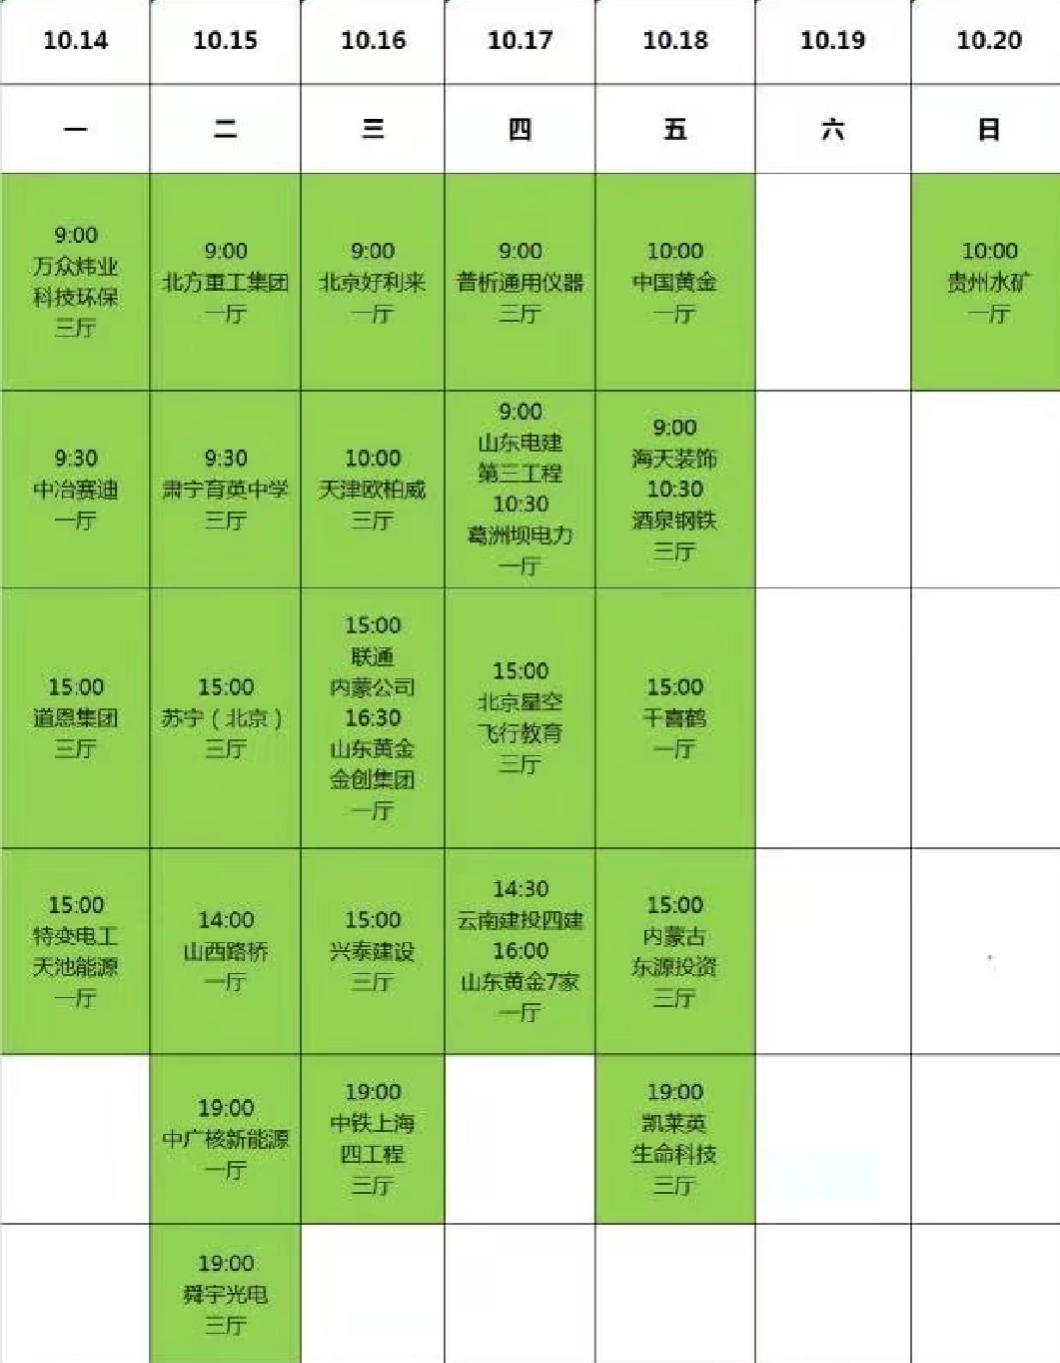 10.14
10.15
10.16
10.17
10.18
10.19
10.20
一
二
三
四
五
六
日
9:00
万众炜业
科技环保
三厅
9:00
北方重工集团
一厅
9:00
北京好利来
一厅
9:00
普析通用仪器
三厅
10:00
中国黄金
一厅
10:00
贵州水矿
一厅
9:30
中冶赛迪
一厅
9:30
肃宁育英中学
三厅
10:00
天津欧柏威
三厅
9:00
山东电建
第三工程
10:30
葛洲坝电力
一厅
9:00
海天装饰
10:30
酒泉钢铁
三厅
15:00
道恩集团
三厅
15:00
苏宁（北京）
三厅
15:00
联通
内蒙公司
16:30
山东黄金
金创集团
一厅
15:00
北京星空
飞行教育
三厅
15:00
千喜鹤
一厅
15:00
特变电工
天池能源
一厅
14:00
山西路桥
一厅
15:00
兴泰建设
三厅
14:30
云南建投四建
16:00
山东黄金7家
一厅
15:00
内蒙古
东源投资
三厅
19:00
中广核新能源
一厅
19:00
中铁上海
四工程
三厅
19:00
凯莱英
生命科技
三厅
19:00
舜宇光电
三厅